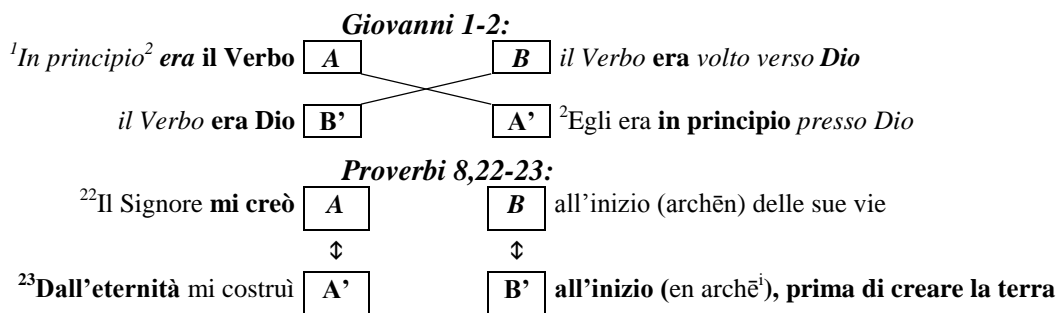 Giovanni 1-2:
¹In principio² era il Verbo A B il Verbo era volto verso Dio
il Verbo era Dio B’ A’ ²Egli era in principio presso Dio
Proverbi 8,22-23:
²²Il Signore mi creò A B all’inizio (archēn) delle sue vie
⇕ ⇕
²³Dall’eternità mi costruì A’ B’ all’inizio (en archēⁱ), prima di creare la terra